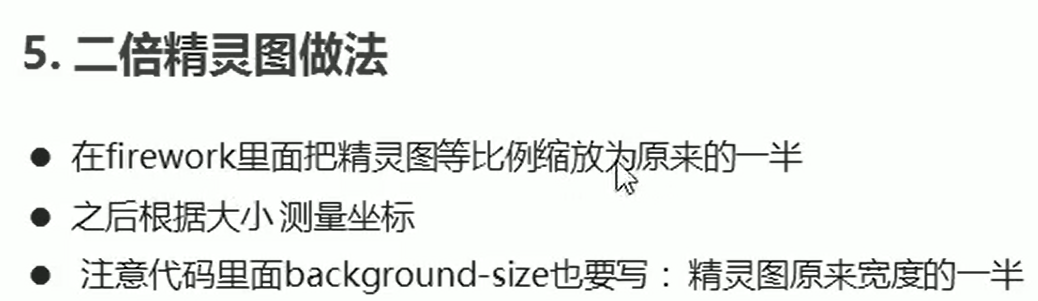 5. 二倍精灵图做法
● 在firework里面把精灵图等比例缩放为原来的一半
● 之后根据大小 测量坐标
● 注意代码里面background-size也要写： 精灵图原来宽度的一半